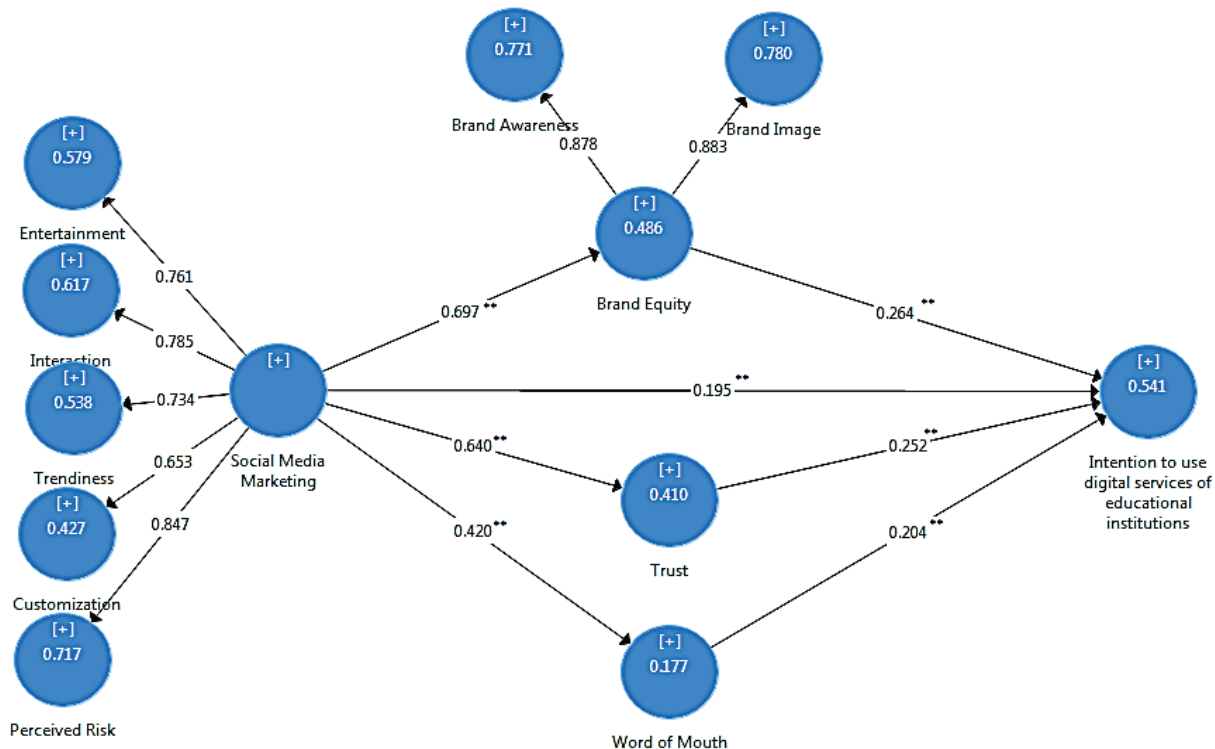 [+]
0.771
Brand Awareness
[+]
0.780
Brand Image
0.878
0.883
[+]
0.579
Entertainment
[+]
0.617
Interaction
[+]
0.538
Trendiness
[+]
0.427
Customization
[+]
0.717
Perceived Risk
0.761
0.785
0.734
0.653
0.847
[+]
Social Media
Marketing
[+]
0.486
Brand Equity
0.697 **
0.264 **
0.195 **
0.640 **
0.252 **
0.420 **
0.204 **
[+]
0.410
Trust
[+]
0.177
Word of Mouth
[+]
0.541
Intention to use
digital services of
educational
institutions